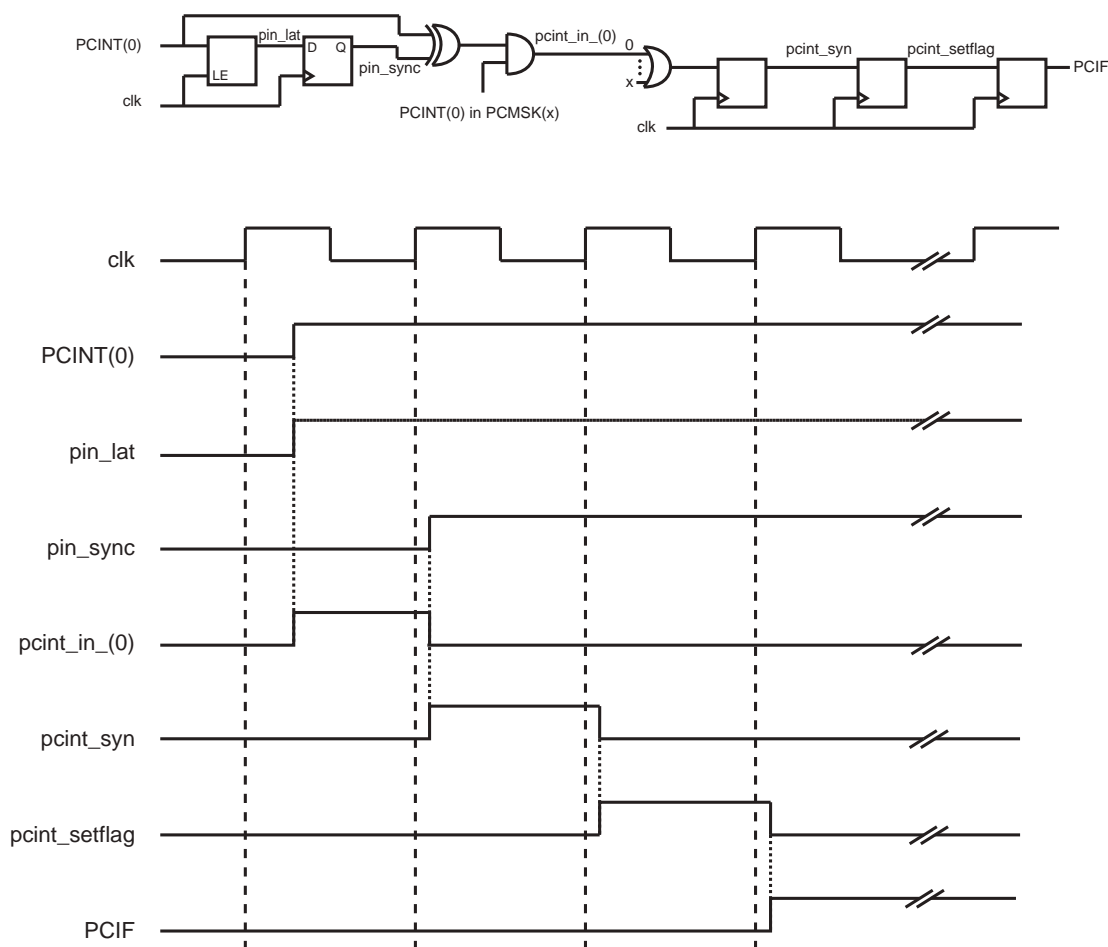 PCINT(0)
pin_lat
D Q
LE
pin_sync
clk
pcint_in_(0)
0
x
PCINT(0) in PCMSK(x)
pcint_syn
pcint_setflag
PCIF
clk
clk
PCINT(0)
pin_lat
pin_sync
pcint_in_(0)
pcint_syn
pcint_setflag
PCIF